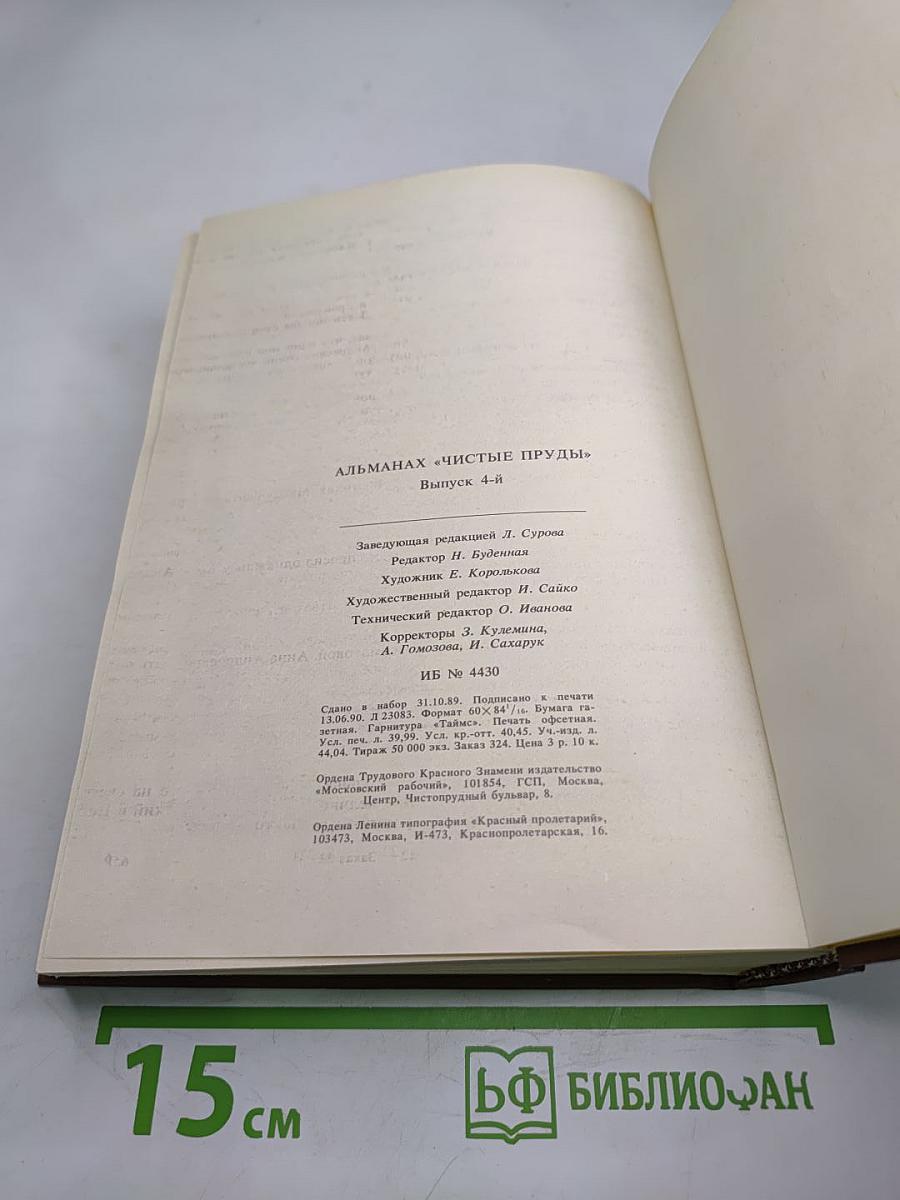 АЛЬМАНАХ «ЧИСТЫЕ ПРУДЫ»
Выпуск 4-й
Заведующая редакцией Л. Сурова
Редактор Н. Буденная
Художник Е. Королькова
Художественный редактор И. Сайко
Технический редактор О. Иванова
Корректоры З. Кулемина,
А. Гомозова, И. Сахарук
ИБ № 4430
Сдано в набор 31.10.89. Подписано к печати
13.06.90. Л 23083. Формат 60×84¹/₁₆. Бумага га-
зетная. Гарнитура «Таймс». Печать офсетная.
Усл. печ. л. 39,99. Усл. кр.-отт. 40,45. Уч.-изд. л.
44,04. Тираж 50 000 экз. Заказ 324. Цена 3 р. 10 к.
Ордена Трудового Красного Знамени издательство
«Московский рабочий», 101854, ГСП, Москва,
Центр, Чистопрудный бульвар, 8.
Ордена Ленина типография «Красный пролетарий»,
103473, Москва, И-473, Краснопролетарская, 16.
15 см
БФ БИБЛИОФАН